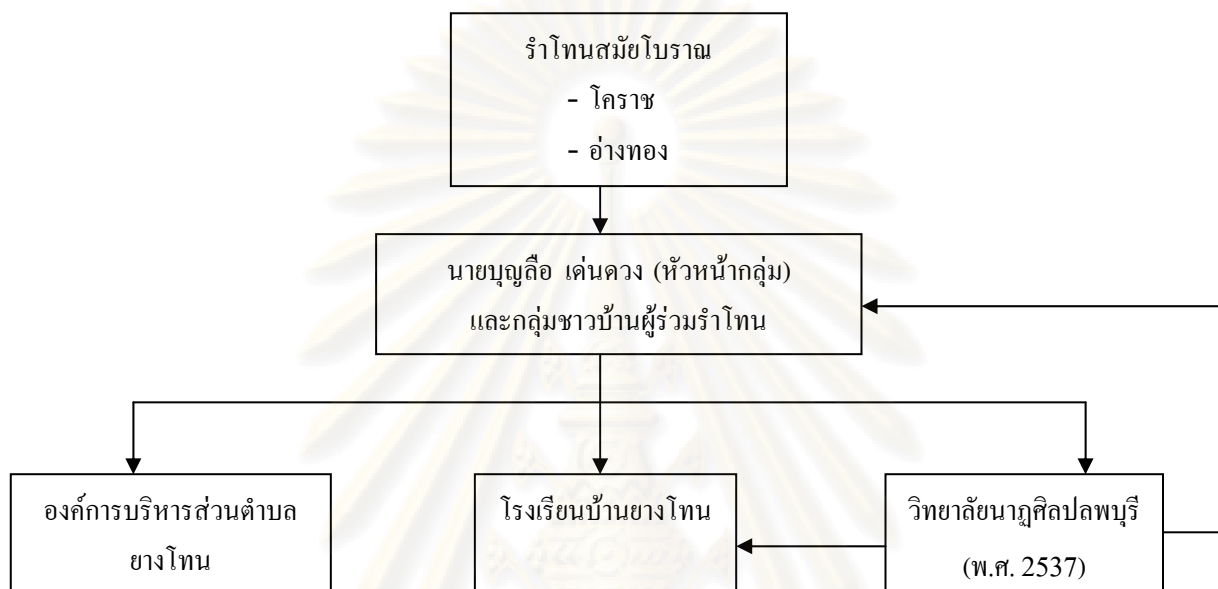 รำโทนสมัยโบราณ
- โคราช
- อ่างทอง
นายบุญลือ เด่นดวง (หัวหน้ากลุ่ม)
และกลุ่มชาวบ้านผู้ร่วมรำโทน
องค์การบริหารส่วนตำบล
ยางโทน
โรงเรียนบ้านยางโทน
วิทยาลัยนาฏศิลปลพบุรี
(พ.ศ. 2537)